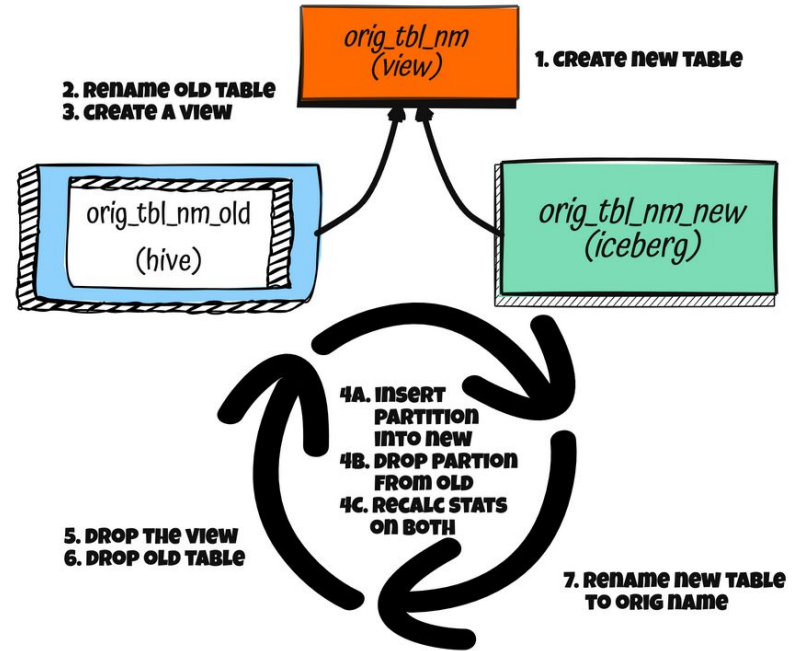 orig_tbl_nm
(view)
1. Create new table
2. Rename old table
3. Create a view
orig_tbl_nm_old
(hive)
orig_tbl_nm_new
(iceberg)
4a. Insert
partition
into new
4b. Drop partion
from old
4c. Recalc stats
on both
5. Drop the view
6. Drop old table
7. Rename new table
to orig name